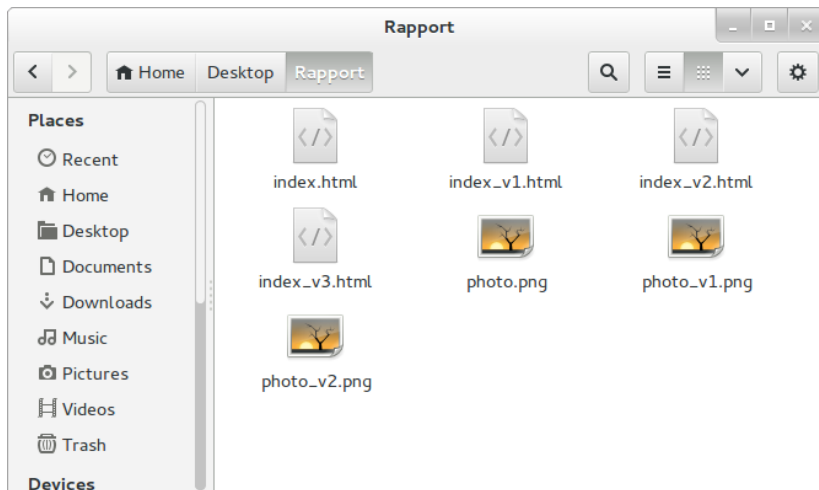 Rapport
Home Desktop Rapport
Places
Recent
Home
Desktop
Documents
Downloads
Music
Pictures
Videos
Trash
Devices
index.html index_v1.html index_v2.html
index_v3.html photo.png photo_v1.png
photo_v2.png